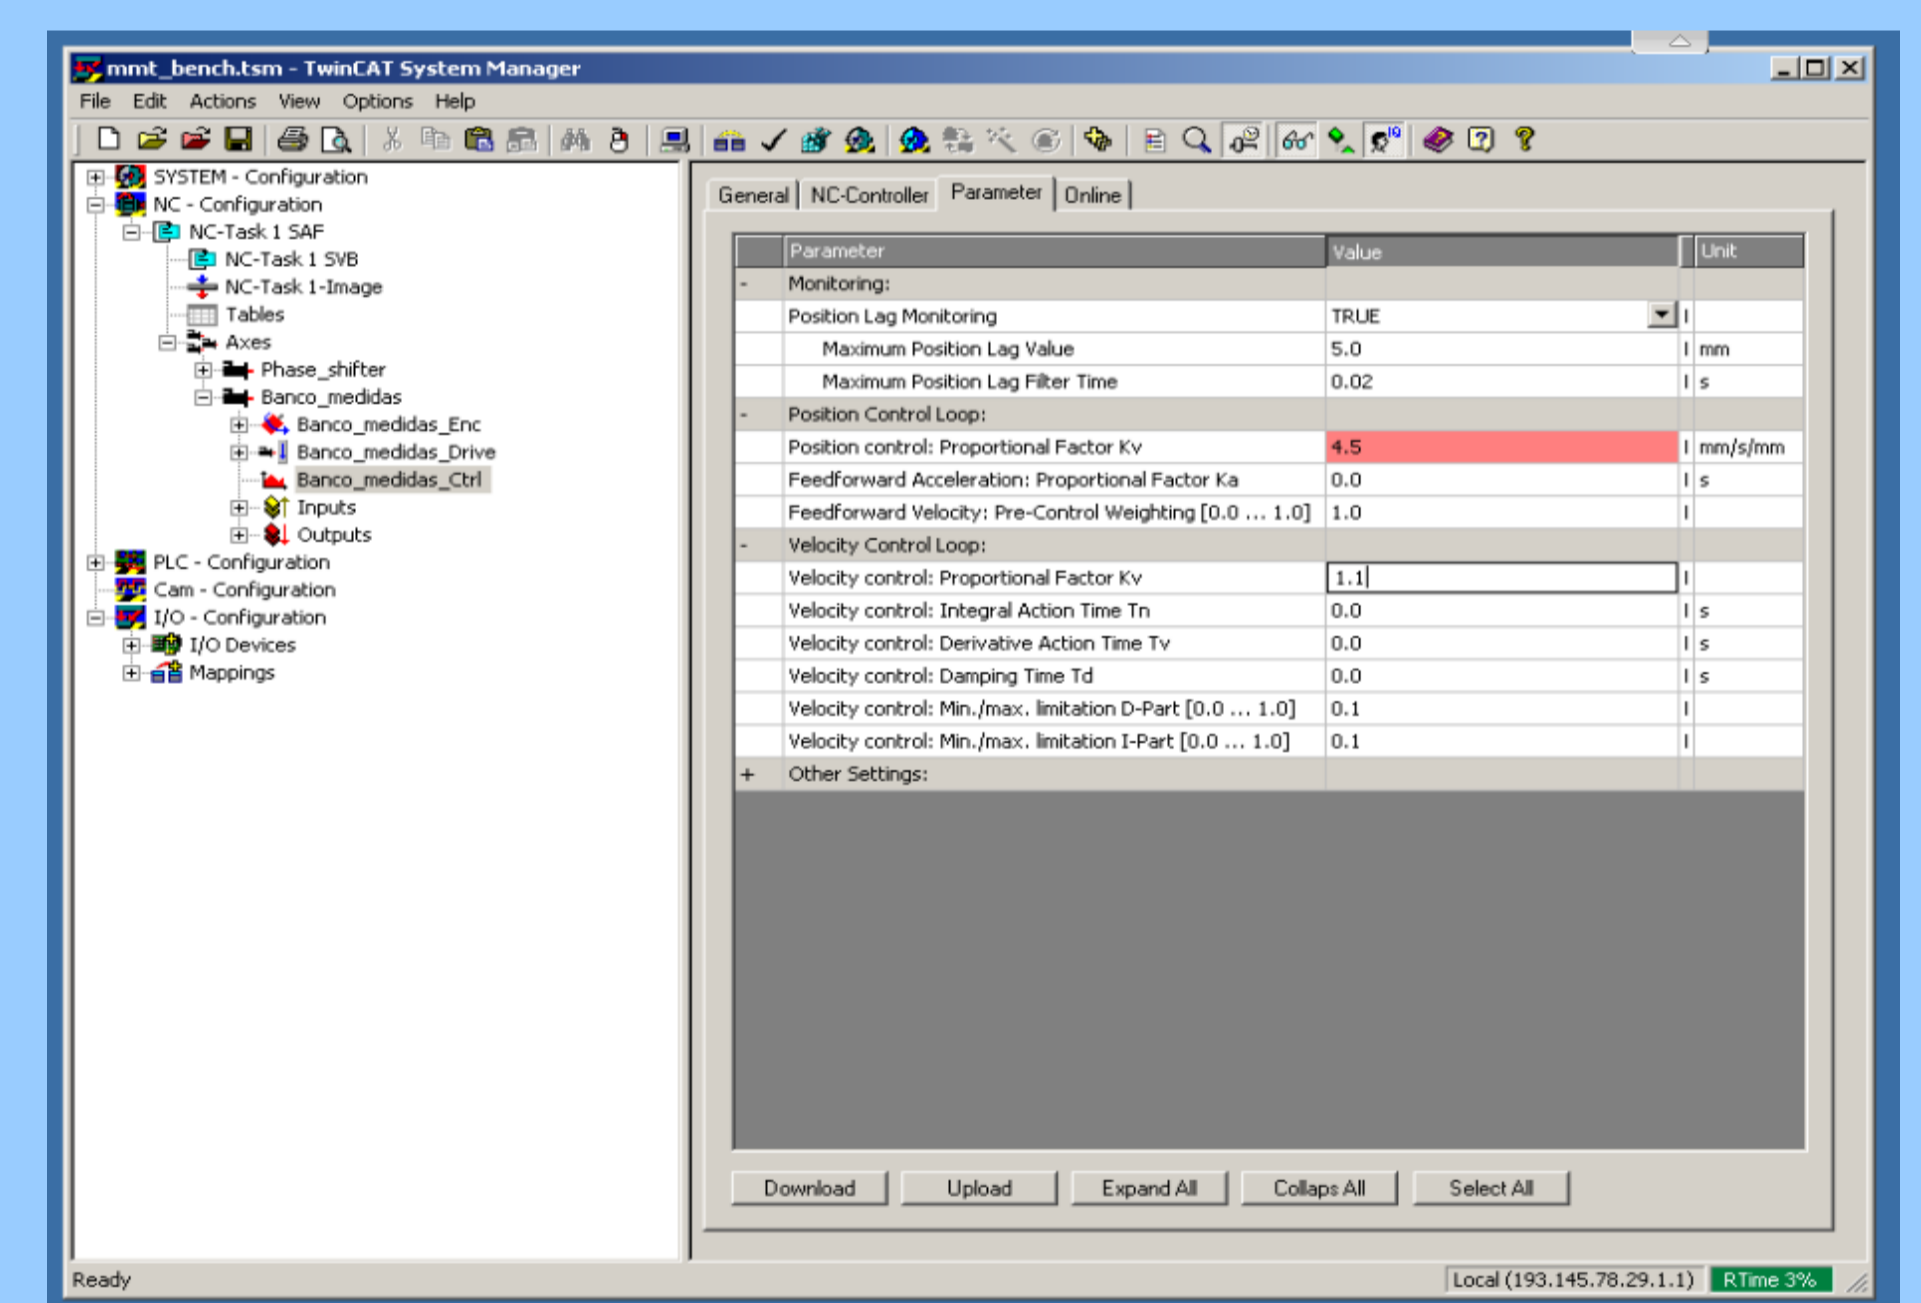 mmt_bench.tsm - TwinCAT System Manager
File Edit Actions View Options Help
SYSTEM - Configuration
NC - Configuration
NC-Task 1 SAF
NC-Task 1 SVB
NC-Task 1-Image
Tables
Axes
Phase_shifter
Banco_medidas
Banco_medidas_Enc
Banco_medidas_Drive
Banco_medidas_Ctrl
Inputs
Outputs
PLC - Configuration
Cam - Configuration
I/O - Configuration
I/O Devices
Mappings
General NC-Controller Parameter Online
Parameter Value Unit
- Monitoring:
Position Lag Monitoring TRUE I
Maximum Position Lag Value 5.0 I mm
Maximum Position Lag Filter Time 0.02 I s
- Position Control Loop:
Position control: Proportional Factor Kv 4.5 I mm/s/mm
Feedforward Acceleration: Proportional Factor Ka 0.0 I s
Feedforward Velocity: Pre-Control Weighting [0.0 ... 1.0] 1.0 I
- Velocity Control Loop:
Velocity control: Proportional Factor Kv 1.1 I
Velocity control: Integral Action Time Tn 0.0 I s
Velocity control: Derivative Action Time Tv 0.0 I s
Velocity control: Damping Time Td 0.0 I s
Velocity control: Min./max. limitation D-Part [0.0 ... 1.0] 0.1 I
Velocity control: Min./max. limitation I-Part [0.0 ... 1.0] 0.1 I
+ Other Settings:
Download Upload Expand All Collaps All Select All
Ready Local (193.145.78.29.1.1) RTime 3%